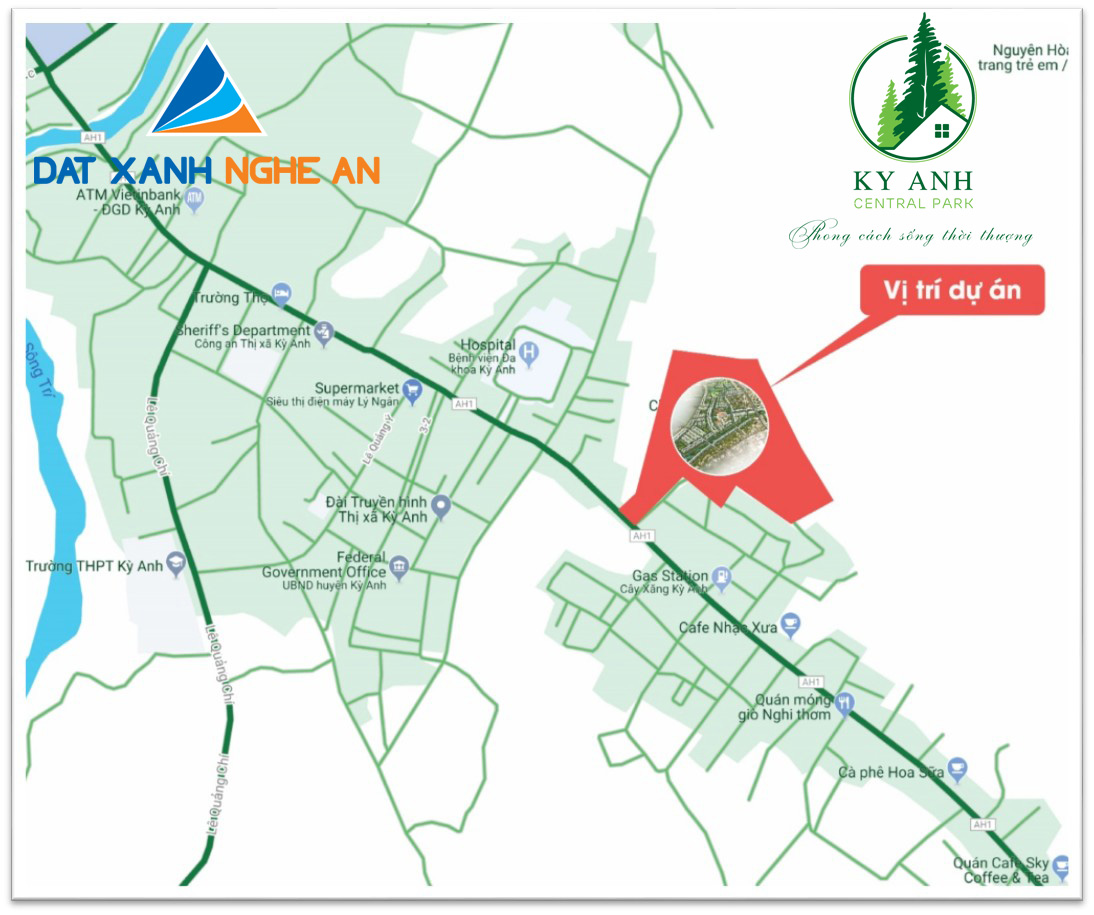 Nguyên Hò
trang trẻ em /
AH1
DAT XANH NGHE AN
KY ANH
CENTRAL PARK
Phong cách sống thời thượng
ATM Vietinbank
- ĐGD Kỳ Anh
ATM
Vị trí dự án
Trường Thọ
Sheriff's Department
Công an Thị xã Kỳ Anh
Hospital
Bệnh viện Đa
khoa Kỳ Anh
H
Sông Trí
Supermarket
Siêu thị điện máy Lý Ngân
AH1
Lê Quảng Chí
Lê Quảng Ý
3-2
Đài Truyền hình
Thị xã Kỳ Anh
AH1
Federal
Government Office
UBND huyện Kỳ Anh
Trường THPT Kỳ Anh
Gas Station
Cây Xăng Kỳ Anh
Cafe Nhạc Xưa
Lê Quảng Chí
AH1
Quán móng
giò Nghi thơm
Cà phê Hoa Sữa
Lê Quảng Chí
AH1
Quán Cafe Sky
Coffee & Tea